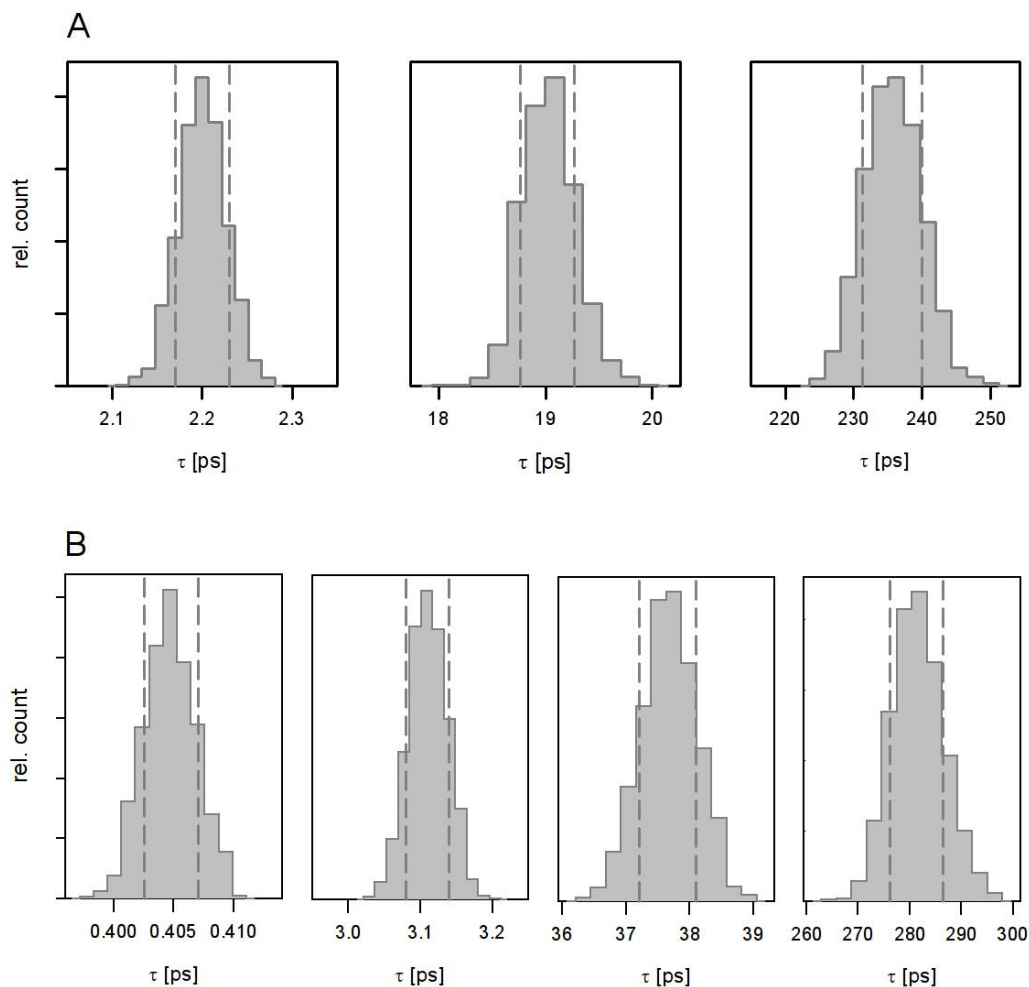 A
rel. count
2.1 2.2 2.3 18 19 20 220 230 240 250
τ [ps] τ [ps] τ [ps]
B
rel. count
0.400 0.405 0.410 3.0 3.1 3.2 36 37 38 39 260 270 280 290 300
τ [ps] τ [ps] τ [ps] τ [ps]